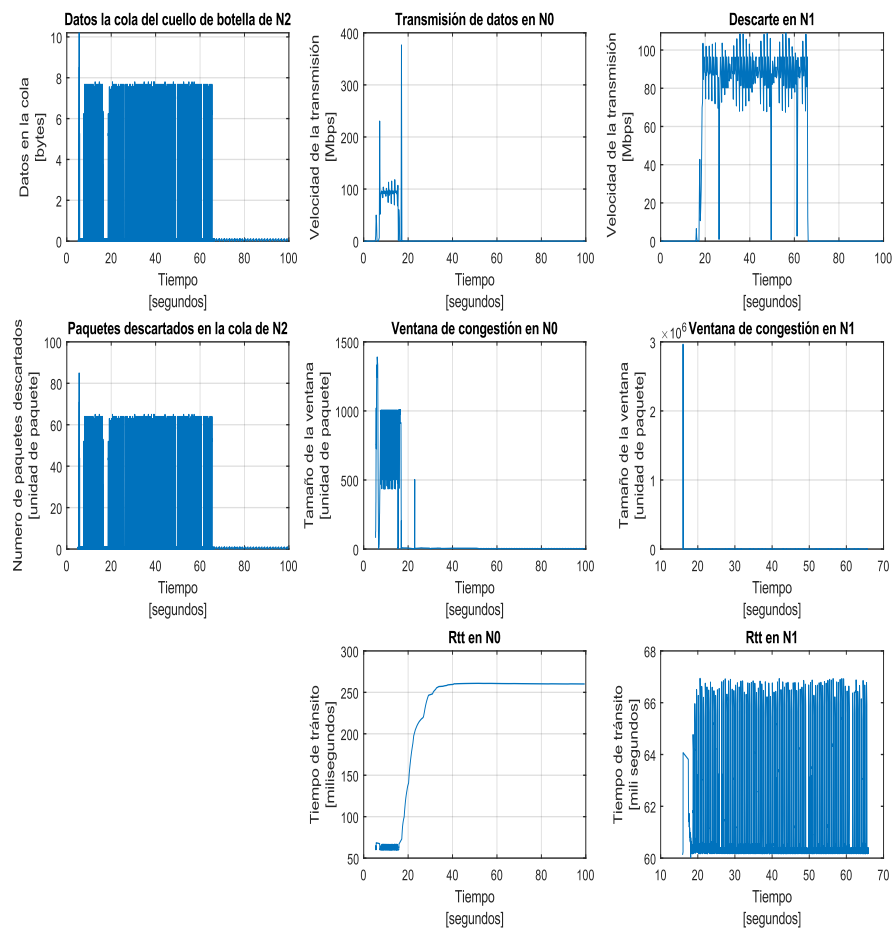 Datos la cola del cuello de botella de N2
Datos en la cola
[bytes]
10
8
6
4
2
0
0 20 40 60 80 100
Tiempo
[segundos]
Transmisión de datos en N0
Velocidad de la transmisión
[Mbps]
400
300
200
100
0
0 20 40 60 80 100
Tiempo
[segundos]
Descarte en N1
Velocidad de la transmisión
[Mbps]
100
80
60
40
20
0
0 20 40 60 80 100
Tiempo
[segundos]
Paquetes descartados en la cola de N2
Numero de paquetes descartados
[unidad de paquete]
100
80
60
40
20
0
0 20 40 60 80 100
Tiempo
[segundos]
Ventana de congestión en N0
Tamaño de la ventana
[unidad de paquete]
1500
1000
500
0
0 20 40 60 80 100
Tiempo
[segundos]
×10⁶ Ventana de congestión en N1
Tamaño de la ventana
[unidad de paquete]
3
2
1
0
10 20 30 40 50 60 70
Tiempo
[segundos]
Rtt en N0
Tiempo de tránsito
[milisegundos]
300
250
200
150
100
50
0 20 40 60 80 100
Tiempo
[segundos]
Rtt en N1
Tiempo de tránsito
[mili segundos]
68
66
64
62
60
10 20 30 40 50 60 70
Tiempo
[segundos]